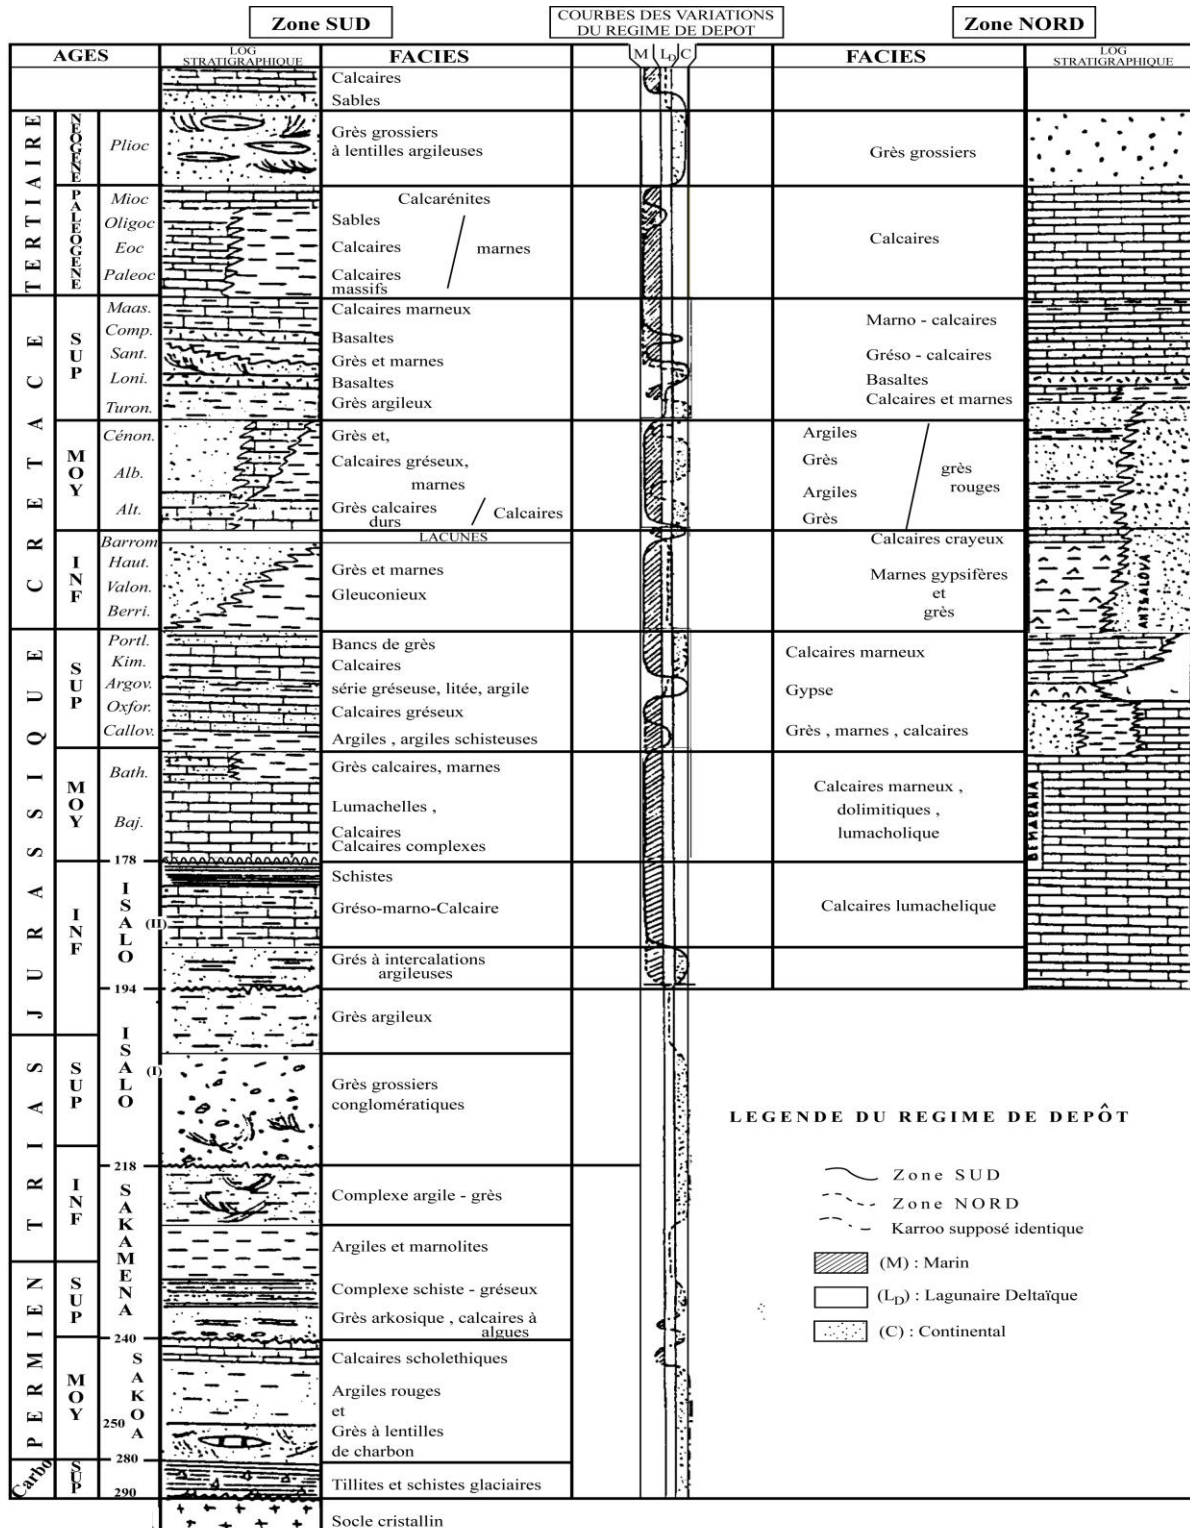 Zone SUD
COURBES DES VARIATIONS
DU REGIME DE DEPOT
Zone NORD
AGES
LOG
STRATIGRAPHIQUE
FACIES
M
LD
C
FACIES
LOG
STRATIGRAPHIQUE
Calcaires
Sables
TERTIAIRE
NEOGENE
Plioc
Grès grossiers
à lentilles argileuses
Grès grossiers
PALEOGENE
Mioc
Oligoc
Eoc
Paleoc
Calcarénites
Sables
Calcaires
marnes
Calcaires
massifs
Calcaires
CRETACE
SUP
Maas.
Comp.
Sant.
Loni.
Turon.
Calcaires marneux
Basaltes
Grès et marnes
Basaltes
Grès argileux
Marno - calcaires
Gréso - calcaires
Basaltes
Calcaires et marnes
MOY
Cénon.
Alb.
Alt.
Grès et,
Calcaires gréseux,
marnes
Grès calcaires
durs
Calcaires
Argiles
Grès
Argiles
Grès
grès
rouges
INF
Barrom
Haut.
Valon.
Berri.
LACUNES
Grès et marnes
Gleuconieux
Calcaires crayeux
Marnes gypsifères
et
grès
ANTSALOVA
JURASSIQUE
SUP
Portl.
Kim.
Argov.
Oxfor.
Callov.
Bancs de grès
Calcaires
série gréseuse, litée, argile
Calcaires gréseux
Argiles , argiles schisteuses
Calcaires marneux
Gypse
Grès , marnes , calcaires
MOY
Bath.
Baj.
Grès calcaires, marnes
Lumachelles ,
Calcaires
Calcaires complexes
Calcaires marneux ,
dolimitiques ,
lumacholique
BEMARAHA
178
INF
ISALO
(II)
Schistes
Gréso-marno-Calcaire
Grés à intercalations
argileuses
Calcaires lumachelique
194
ISALO
(I)
Grès argileux
TRIAS
SUP
Grès grossiers
conglomératiques
218
INF
SAKAMENA
Complexe argile - grès
Argiles et marnolites
PERMIEN
SUP
Complexe schiste - gréseux
Grès arkosique , calcaires à
algues
240
MOY
SAKOA
Calcaires scholethiques
Argiles rouges
et
250
Grès à lentilles
de charbon
280
Carbo
SUP
Tillites et schistes glaciaires
290
Socle cristallin
LEGENDE DU REGIME DE DEPÔT
Zone SUD
Zone NORD
Karroo supposé identique
(M) : Marin
(LD) : Lagunaire Deltaïque
(C) : Continental